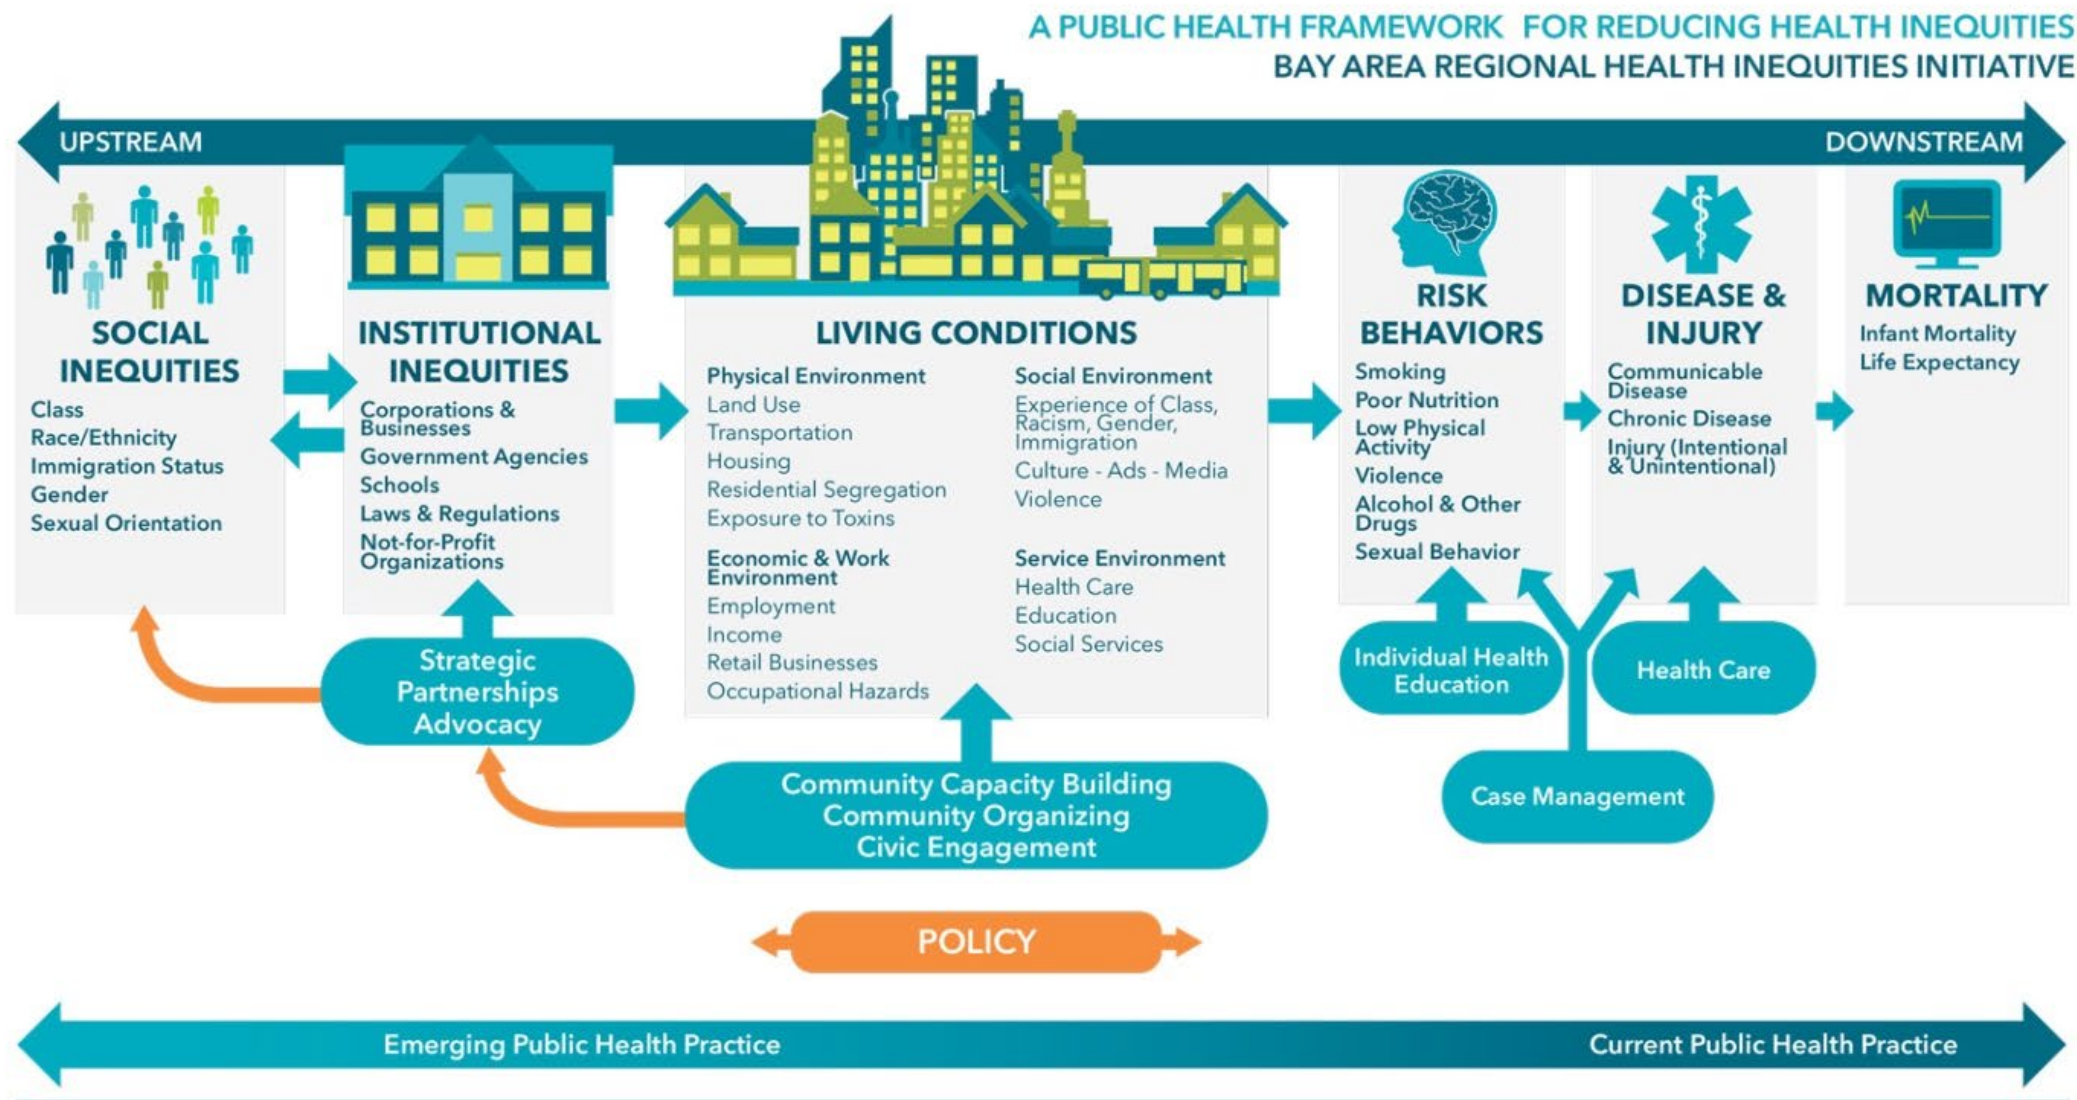 A PUBLIC HEALTH FRAMEWORK FOR REDUCING HEALTH INEQUITIES
BAY AREA REGIONAL HEALTH INEQUITIES INITIATIVE
UPSTREAM
DOWNSTREAM
SOCIAL
INEQUITIES
Class
Race/Ethnicity
Immigration Status
Gender
Sexual Orientation
INSTITUTIONAL
INEQUITIES
Corporations &
Businesses
Government Agencies
Schools
Laws & Regulations
Not-for-Profit
Organizations
LIVING CONDITIONS
Physical Environment
Land Use
Transportation
Housing
Residential Segregation
Exposure to Toxins
Economic & Work
Environment
Employment
Income
Retail Businesses
Occupational Hazards
Social Environment
Experience of Class,
Racism, Gender,
Immigration
Culture - Ads - Media
Violence
Service Environment
Health Care
Education
Social Services
RISK
BEHAVIORS
Smoking
Poor Nutrition
Low Physical
Activity
Violence
Alcohol & Other
Drugs
Sexual Behavior
DISEASE &
INJURY
Communicable
Disease
Chronic Disease
Injury (Intentional
& Unintentional)
MORTALITY
Infant Mortality
Life Expectancy
Strategic
Partnerships
Advocacy
Community Capacity Building
Community Organizing
Civic Engagement
Individual Health
Education
Health Care
Case Management
POLICY
Emerging Public Health Practice
Current Public Health Practice